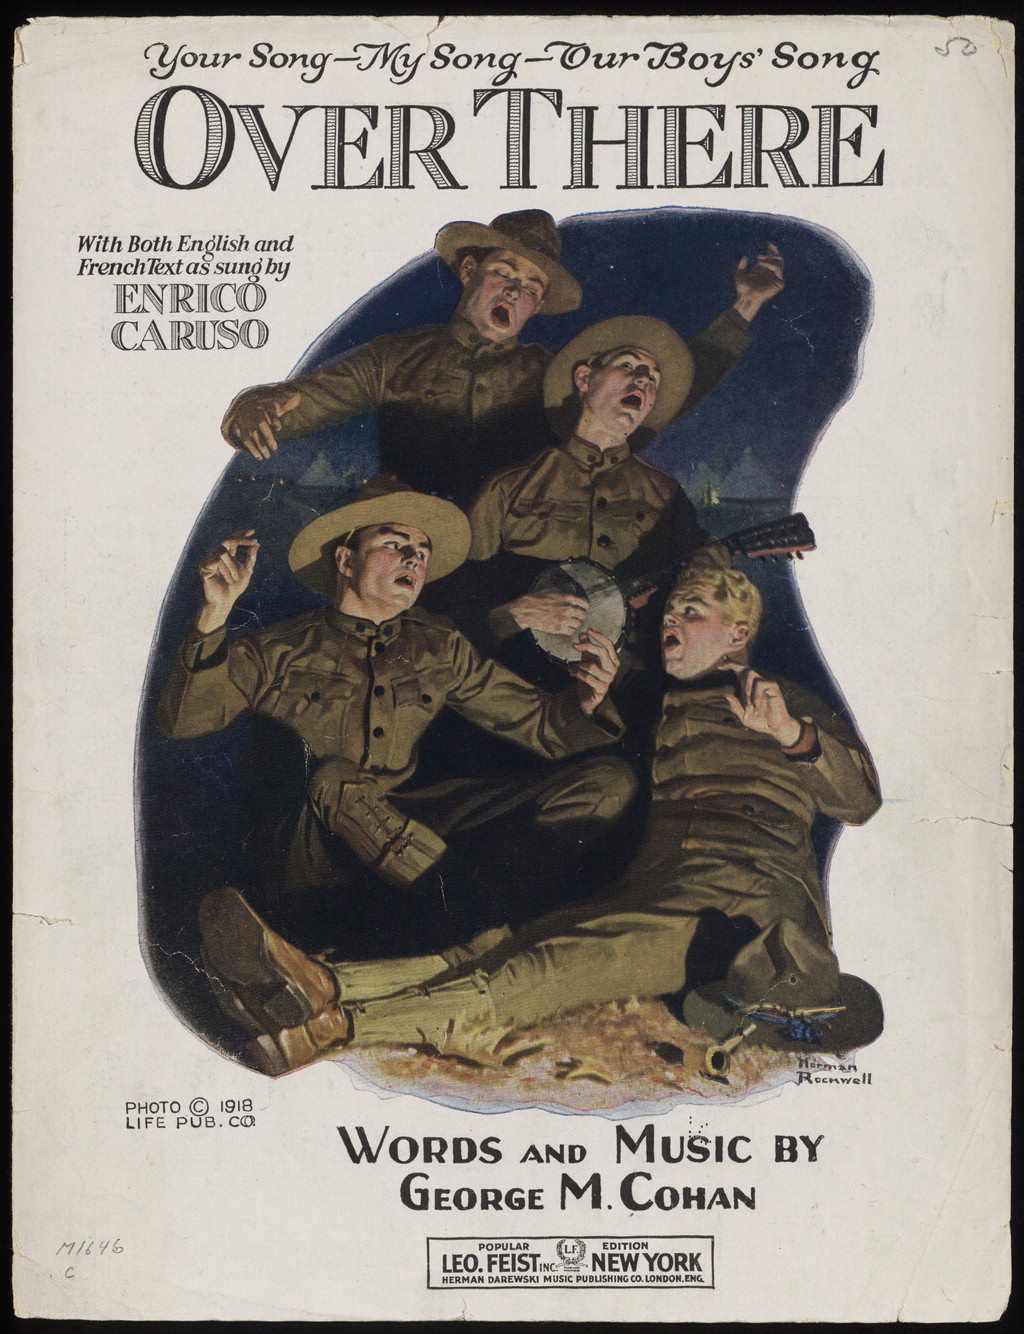 50
Your Song—My Song—Our Boys' Song
OVER THERE
With Both English and
French Text as sung by
ENRICO
CARUSO
Norman
Rockwell
PHOTO © 1918
LIFE PUB. CO.
WORDS AND MUSIC BY
GEORGE M. COHAN
M1646
.C
POPULAR L.F. EDITION
LEO. FEIST INC. NEW YORK
HERMAN DAREWSKI MUSIC PUBLISHING CO. LONDON, ENG.